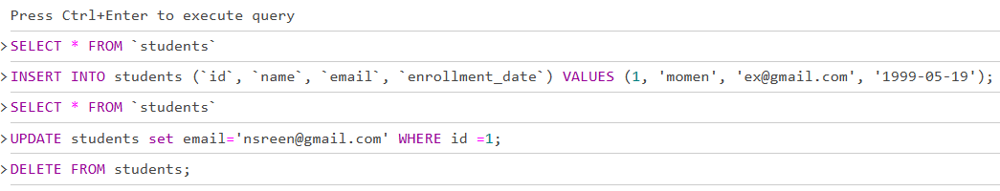 Press Ctrl+Enter to execute query
>SELECT * FROM `students`
>INSERT INTO students (`id`, `name`, `email`, `enrollment_date`) VALUES (1, 'momen', 'ex@gmail.com', '1999-05-19');
>SELECT * FROM `students`
>UPDATE students set email='nsreen@gmail.com' WHERE id =1;
>DELETE FROM students;